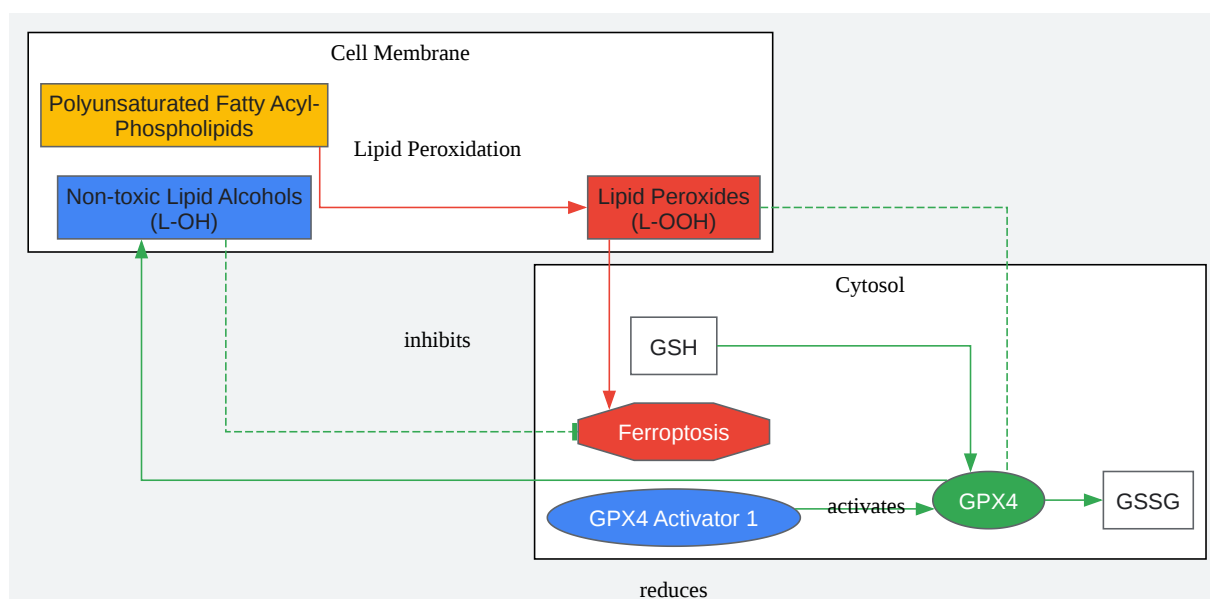 Cell Membrane
Polyunsaturated Fatty Acyl-
Phospholipids
Lipid Peroxidation
Non-toxic Lipid Alcohols
(L-OH)
Lipid Peroxides
(L-OOH)
Cytosol
inhibits
GSH
Ferroptosis
GPX4 Activator 1
activates
GPX4
GSSG
reduces